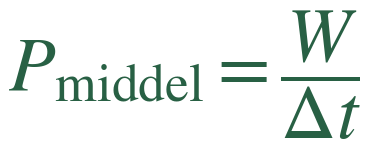 P_middel = W/Δt